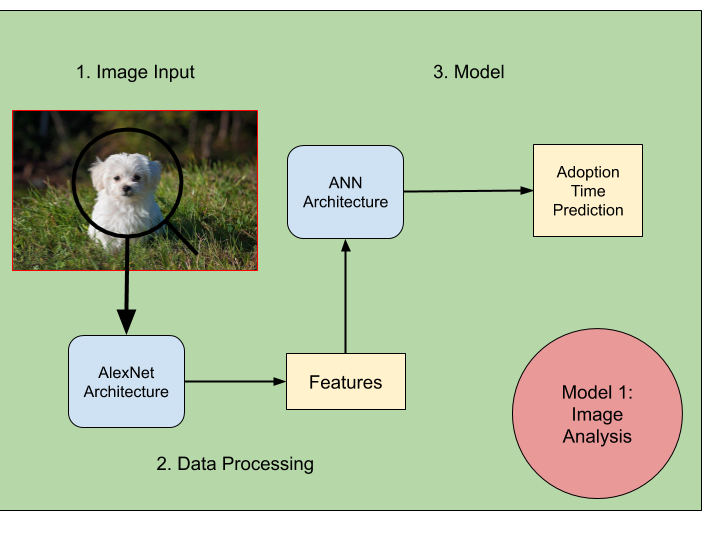 1. Image Input
3. Model
ANN
Architecture
Adoption
Time
Prediction
AlexNet
Architecture
Features
Model 1:
Image
Analysis
2. Data Processing